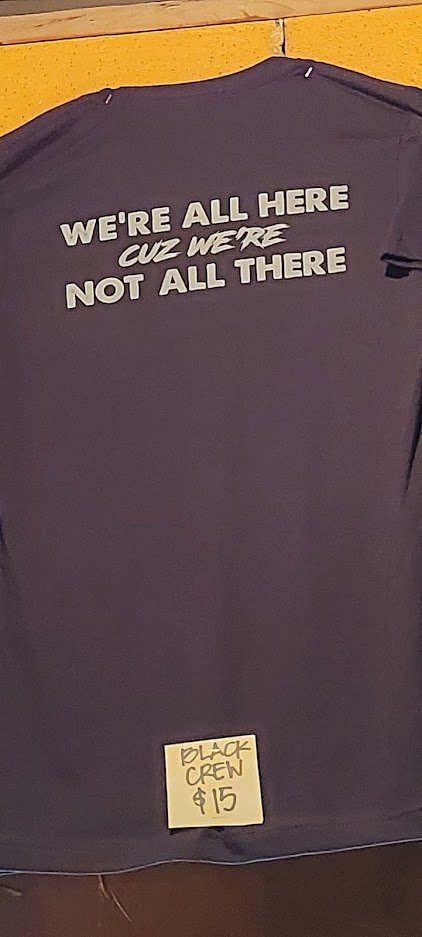 WE'RE ALL HERE
CUZ WE'RE
NOT ALL THERE
BLACK
CREW
$15